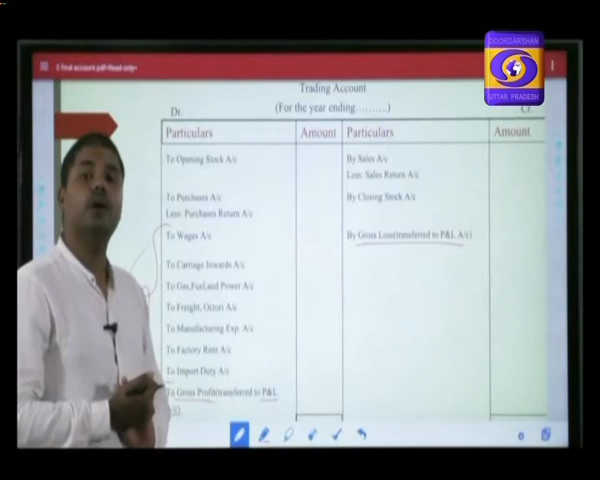 DOORDARSHAN
UTTAR PRADESH
3 final account.pdf<Read-only>
Trading Account
Dr.
(For the year ending..........)
Cr.
Particulars Amount Particulars Amount
To Opening Stock A/c
By Sales A/c
Less: Sales Return A/c
To Purchases A/c
By Closing Stock A/c
Less: Purchases Return A/c
To Wages A/c
By Gross Loss(transferred to P&L A/c)
To Carriage Inwards A/c
To Gas,Fuel,and Power A/c
To Freight, Octori A/c
To Manufacturing Exp. A/c
To Factory Rent A/c
To Import Duty A/c
To Gross Profit(transferred to P&L